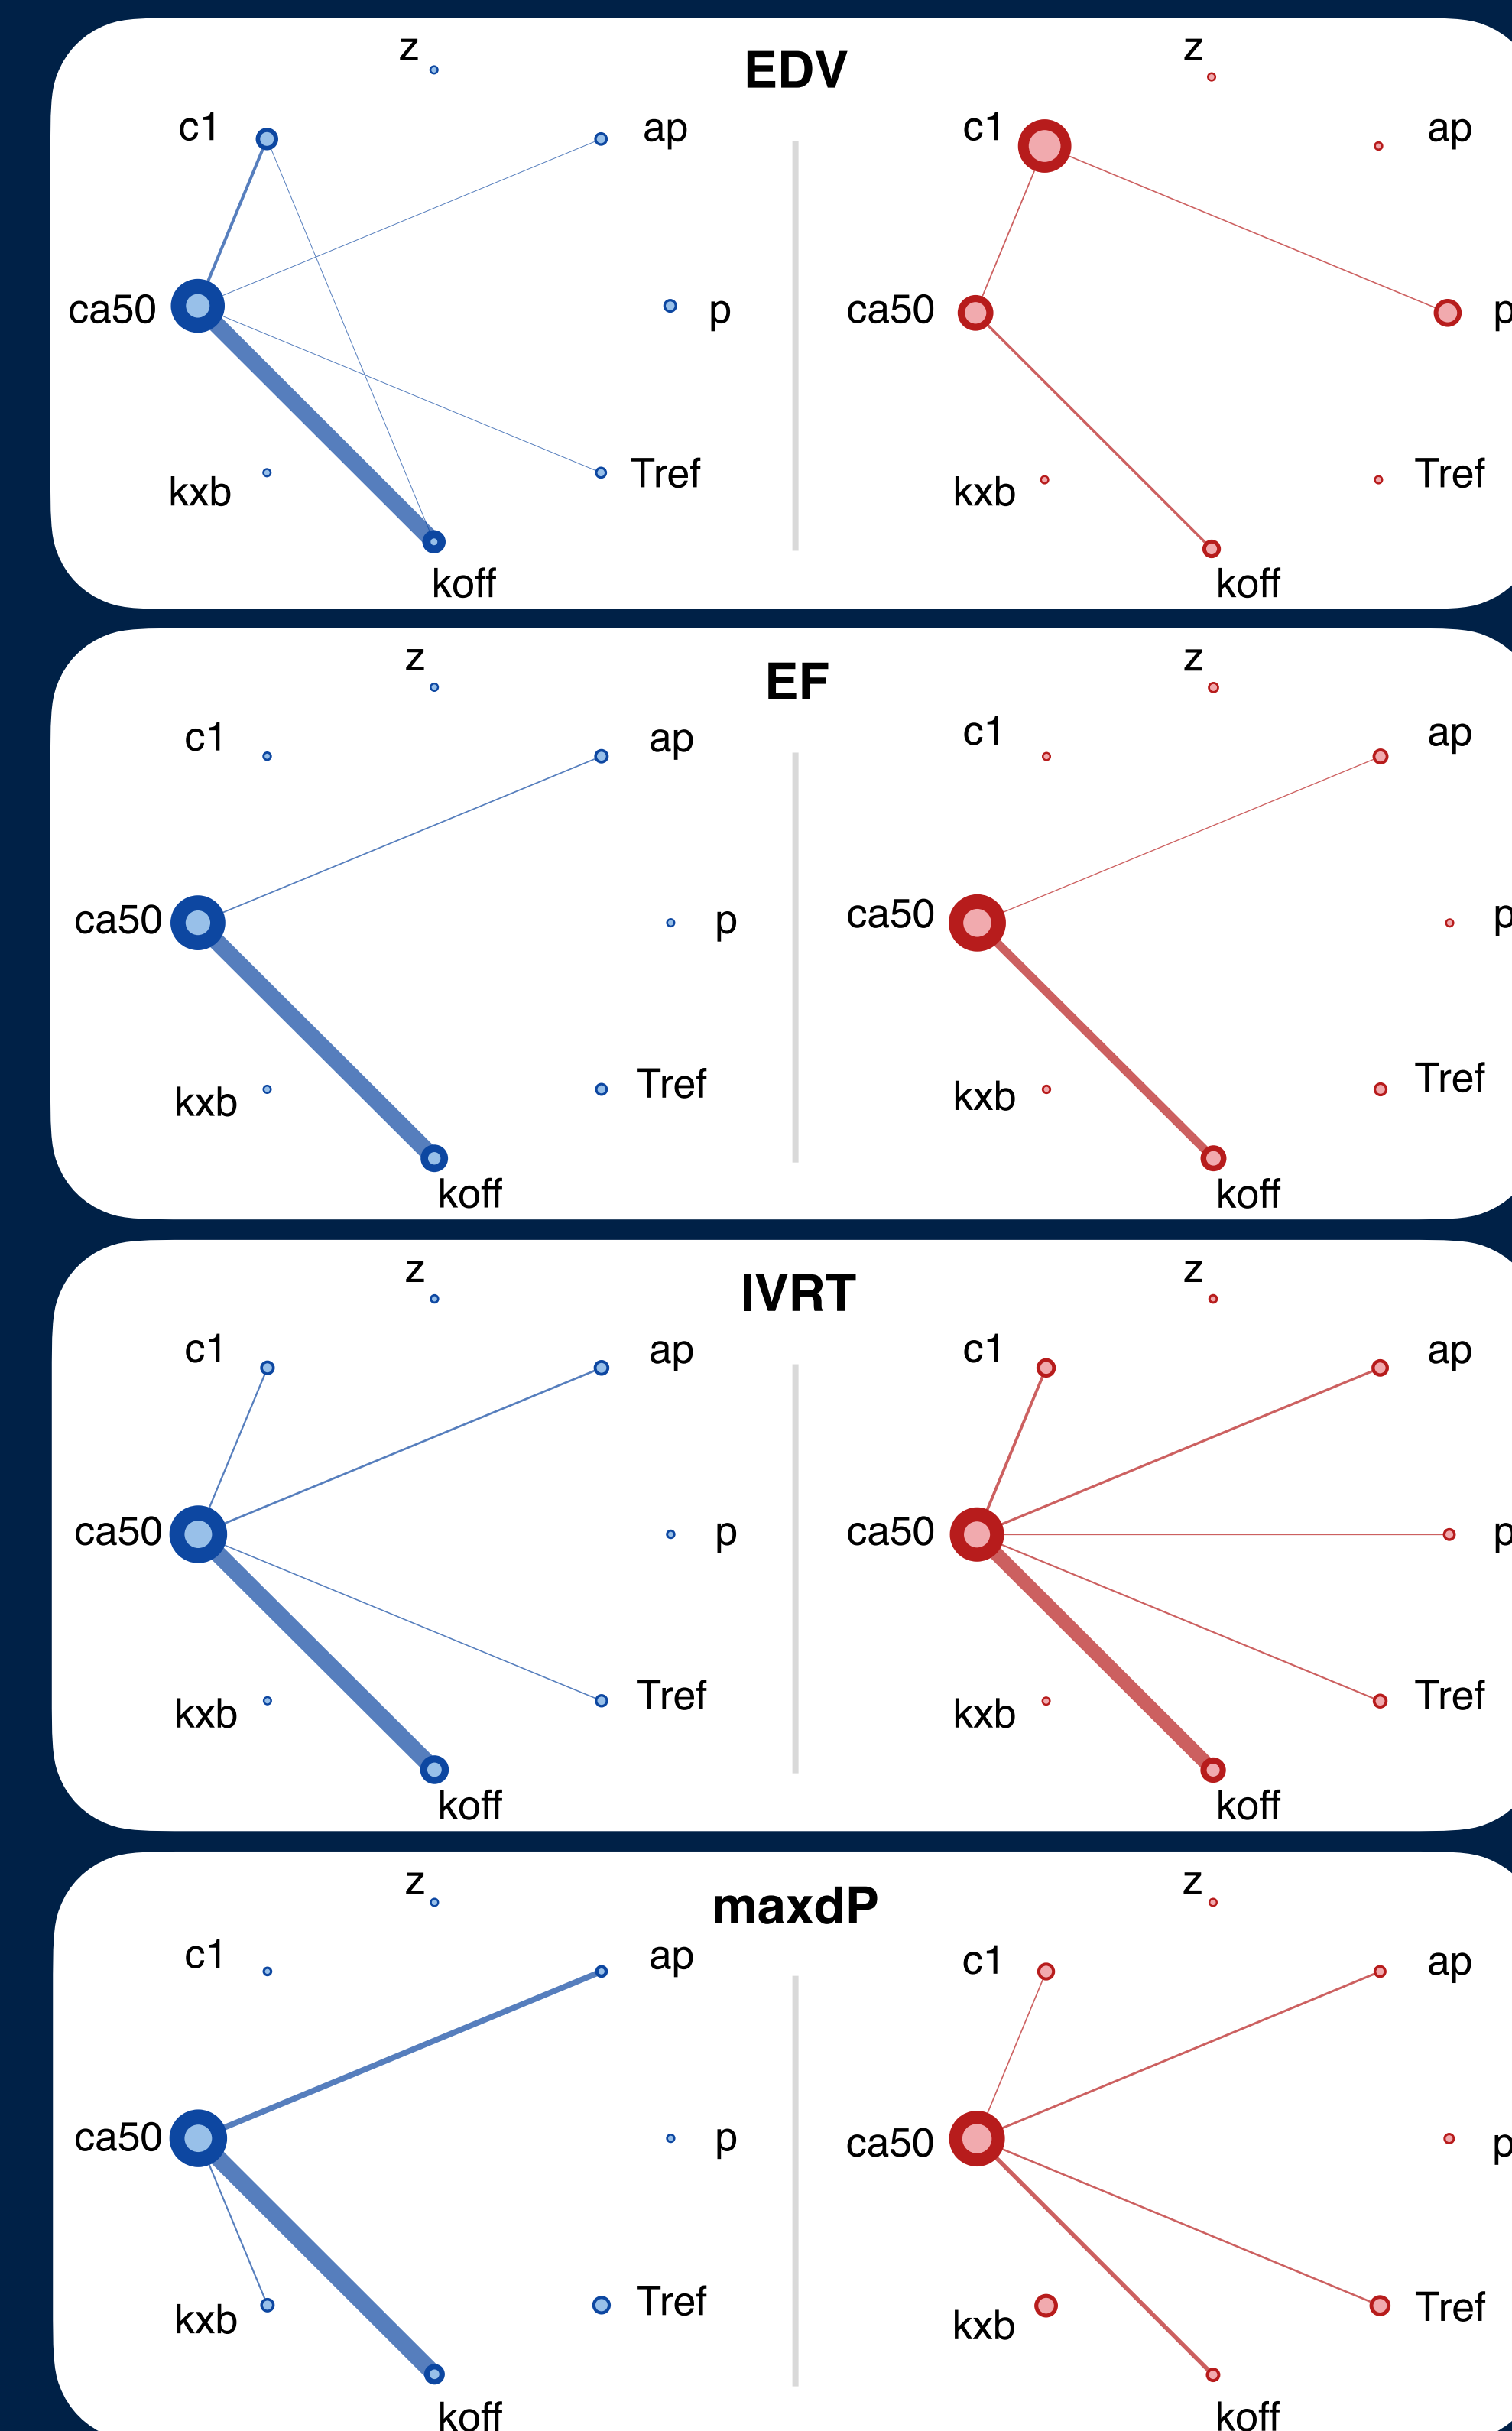 EDV
z
c1
ap
ca50
p
kxb
Tref
koff
z
c1
ap
ca50
p
kxb
Tref
koff
EF
z
c1
ap
ca50
p
kxb
Tref
koff
z
c1
ap
ca50
p
kxb
Tref
koff
IVRT
z
c1
ap
ca50
p
kxb
Tref
koff
z
c1
ap
ca50
p
kxb
Tref
koff
maxdP
z
c1
ap
ca50
p
kxb
Tref
koff
z
c1
ap
ca50
p
kxb
Tref
koff